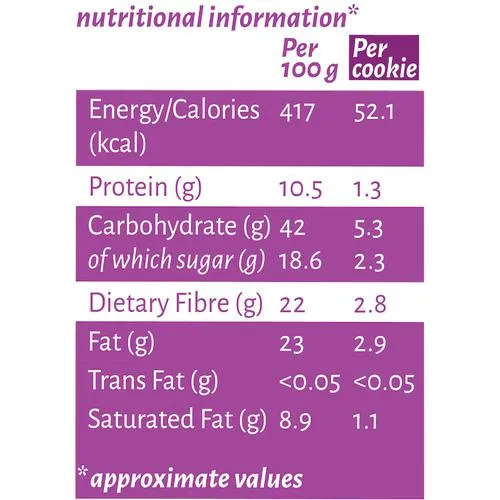 nutritional information*
Per 100 g Per cookie
Energy/Calories (kcal) 417 52.1
Protein (g) 10.5 1.3
Carbohydrate (g) 42 5.3
of which sugar (g) 18.6 2.3
Dietary Fibre (g) 22 2.8
Fat (g) 23 2.9
Trans Fat (g) <0.05 <0.05
Saturated Fat (g) 8.9 1.1
*approximate values